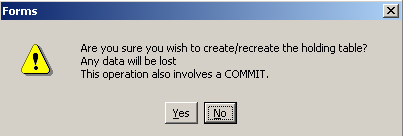 Forms
Are you sure you wish to create/recreate the holding table?
Any data will be lost
This operation also involves a COMMIT.
Yes No